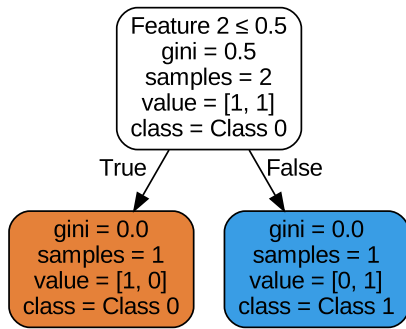 Feature 2 ≤ 0.5
gini = 0.5
samples = 2
value = [1, 1]
class = Class 0
True
False
gini = 0.0
samples = 1
value = [1, 0]
class = Class 0
gini = 0.0
samples = 1
value = [0, 1]
class = Class 1